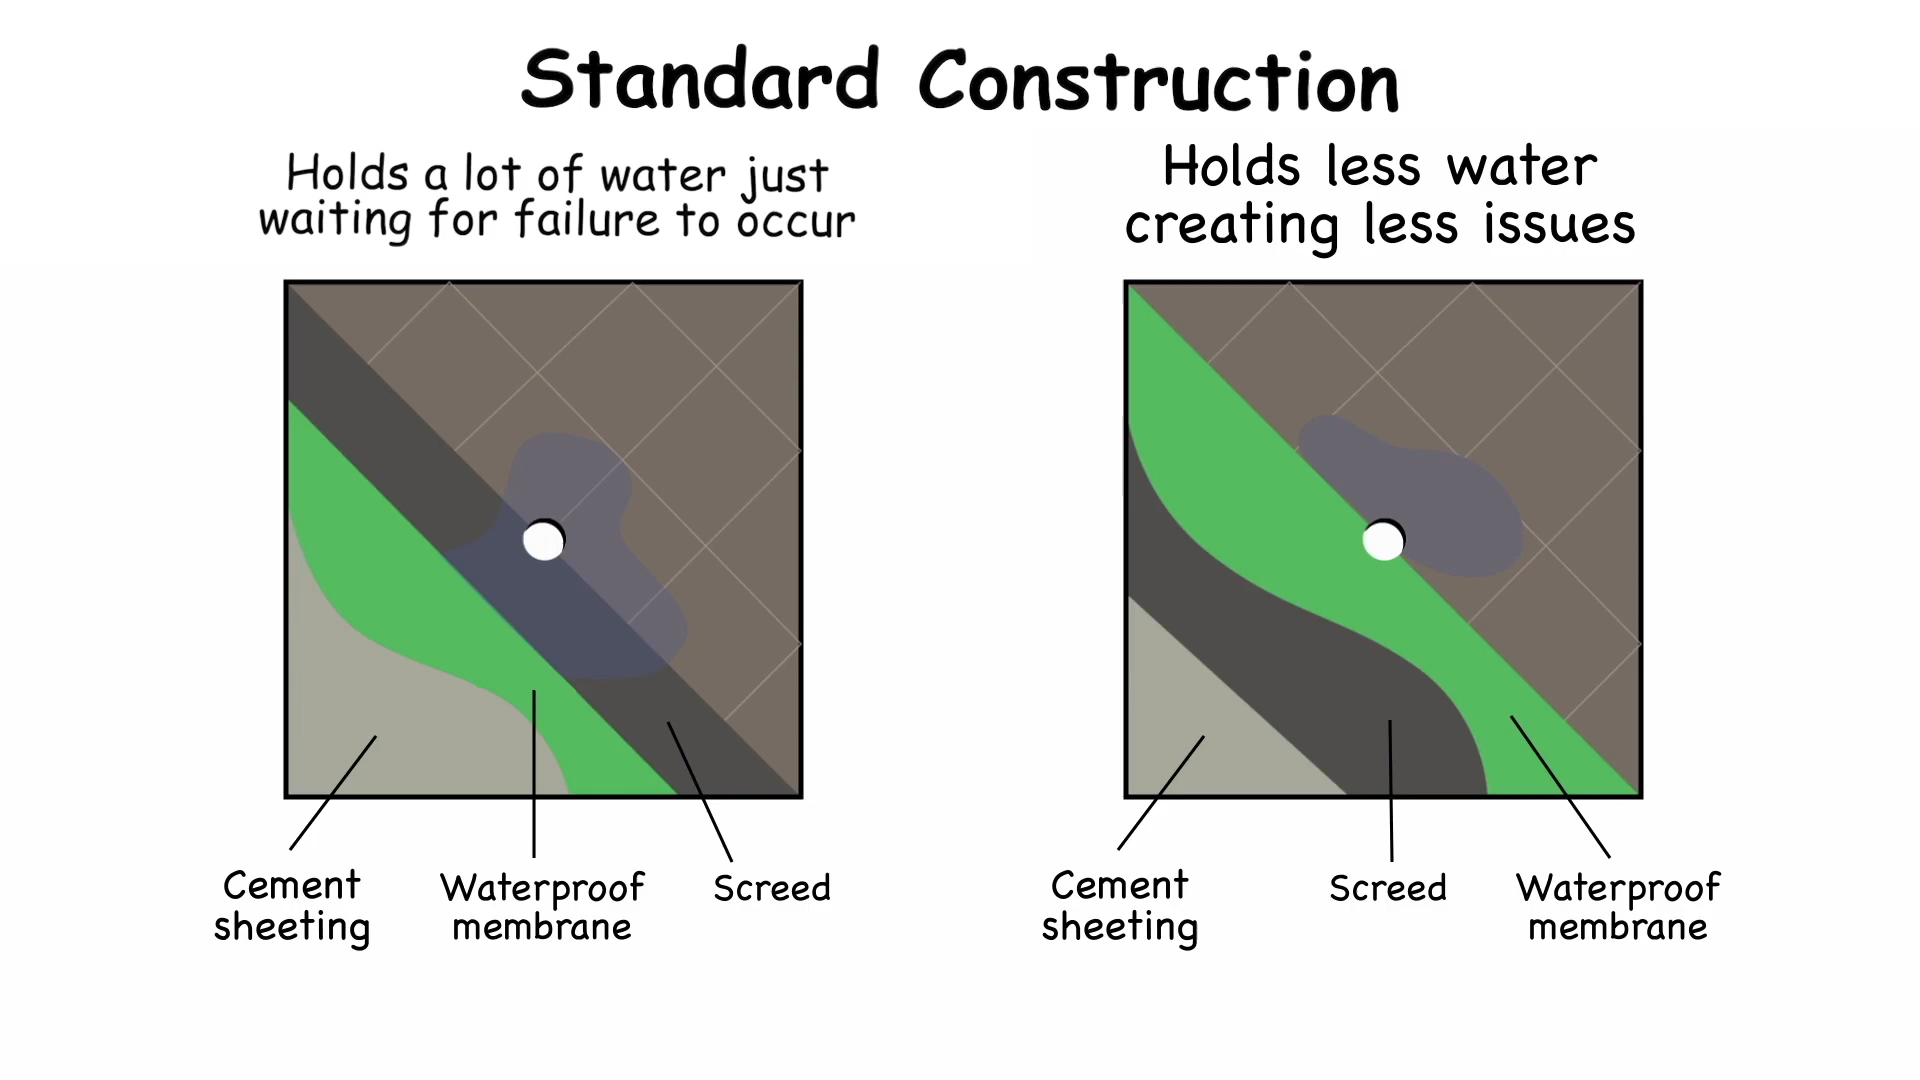 Standard Construction
Holds a lot of water just
waiting for failure to occur
Holds less water
creating less issues
Cement
sheeting
Waterproof
membrane
Screed
Cement
sheeting
Screed
Waterproof
membrane